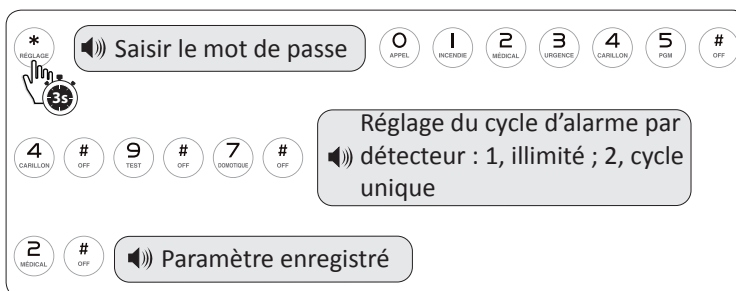 * RÉGLAGE 3s Saisir le mot de passe 0 APPEL 1 INCENDIE 2 MÉDICAL 3 URGENCE 4 CARILLON 5 PGM # OFF
4 CARILLON # OFF 9 TEST # OFF 7 DOMOTIQUE # OFF
Réglage du cycle d’alarme par
détecteur : 1, illimité ; 2, cycle
unique
2 MÉDICAL # OFF Paramètre enregistré